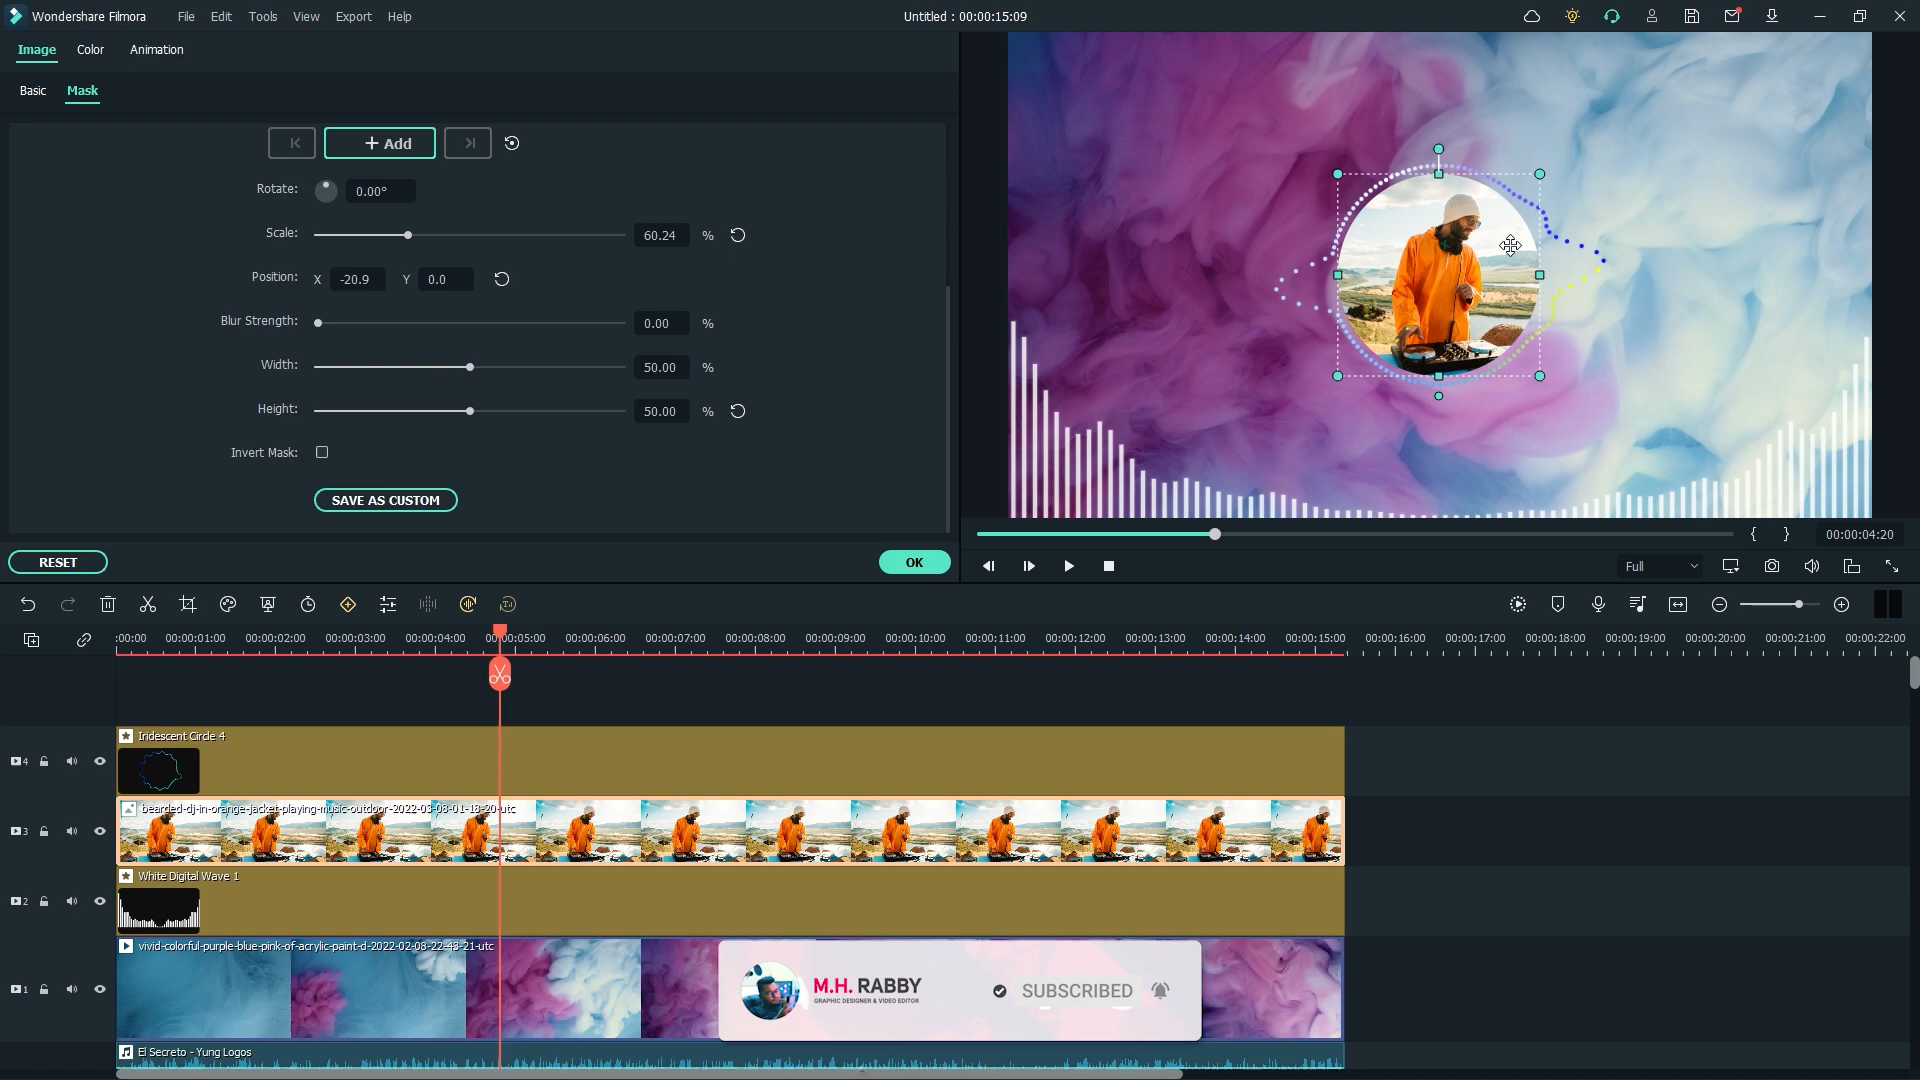 Wondershare Filmora File Edit Tools View Export Help Untitled : 00:00:15:09
Image Color Animation
Basic Mask
+ Add
Rotate: 0.00°
Scale: 60.24 %
Position: X -20.9 Y 0.0
Blur Strength: 0.00 %
Width: 50.00 %
Height: 50.00 %
Invert Mask:
SAVE AS CUSTOM
RESET OK
{ } 00:00:04:20
Full
:00:00 00:00:01:00 00:00:02:00 00:00:03:00 00:00:04:00 00:00:05:00 00:00:06:00 00:00:07:00 00:00:08:00 00:00:09:00 00:00:10:00 00:00:11:00 00:00:12:00 00:00:13:00 00:00:14:00 00:00:15:00 00:00:16:00 00:00:17:00 00:00:18:00 00:00:19:00 00:00:20:00 00:00:21:00 00:00:22:00
Iridescent Circle 4
4
bearded-dj-in-orange-jacket-playing-music-outdoor-2022-03-08-01-18-20-utc
3
White Digital Wave 1
2
vivid-colorful-purple-blue-pink-of-acrylic-paint-d-2022-02-08-22-43-21-utc
1
M.H. RABBY
GRAPHIC DESIGNER & VIDEO EDITOR
SUBSCRIBED
El Secreto - Yung Logos